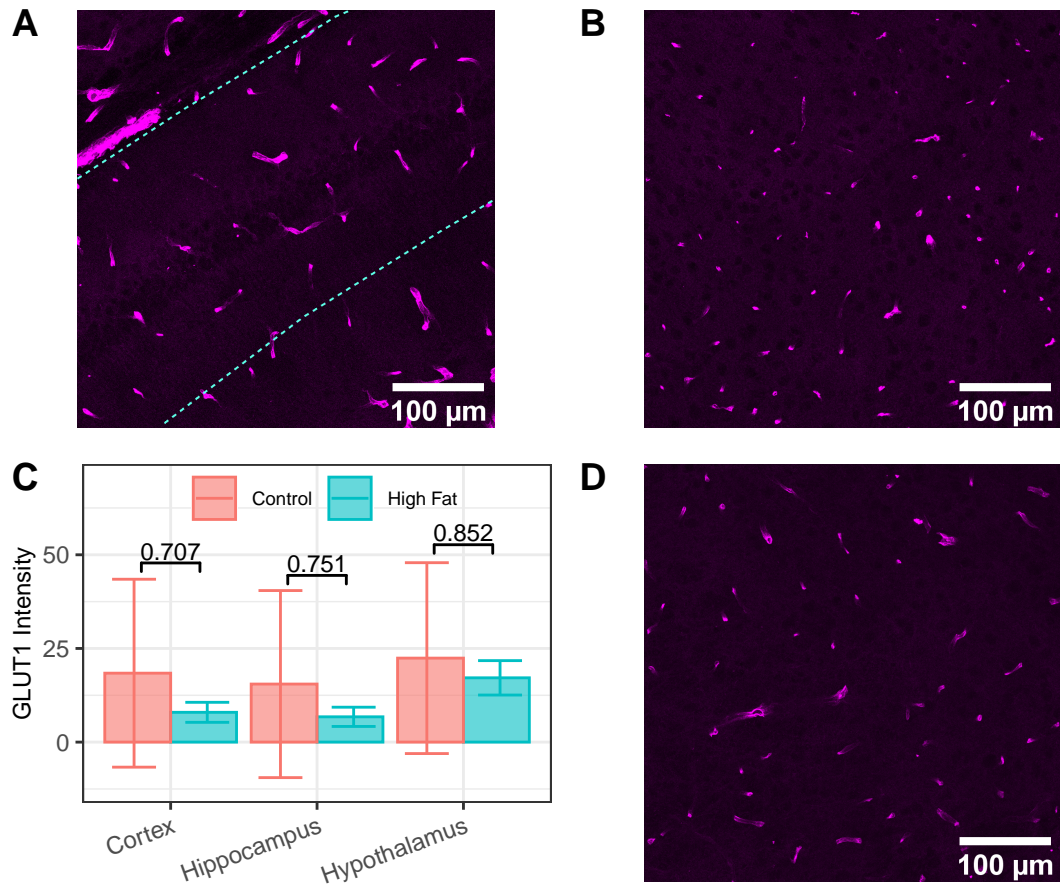 A
100 µm
B
100 µm
C
Control
High Fat
0.707
0.751
0.852
GLUT1 Intensity
50
25
0
Cortex
Hippocampus
Hypothalamus
D
100 µm